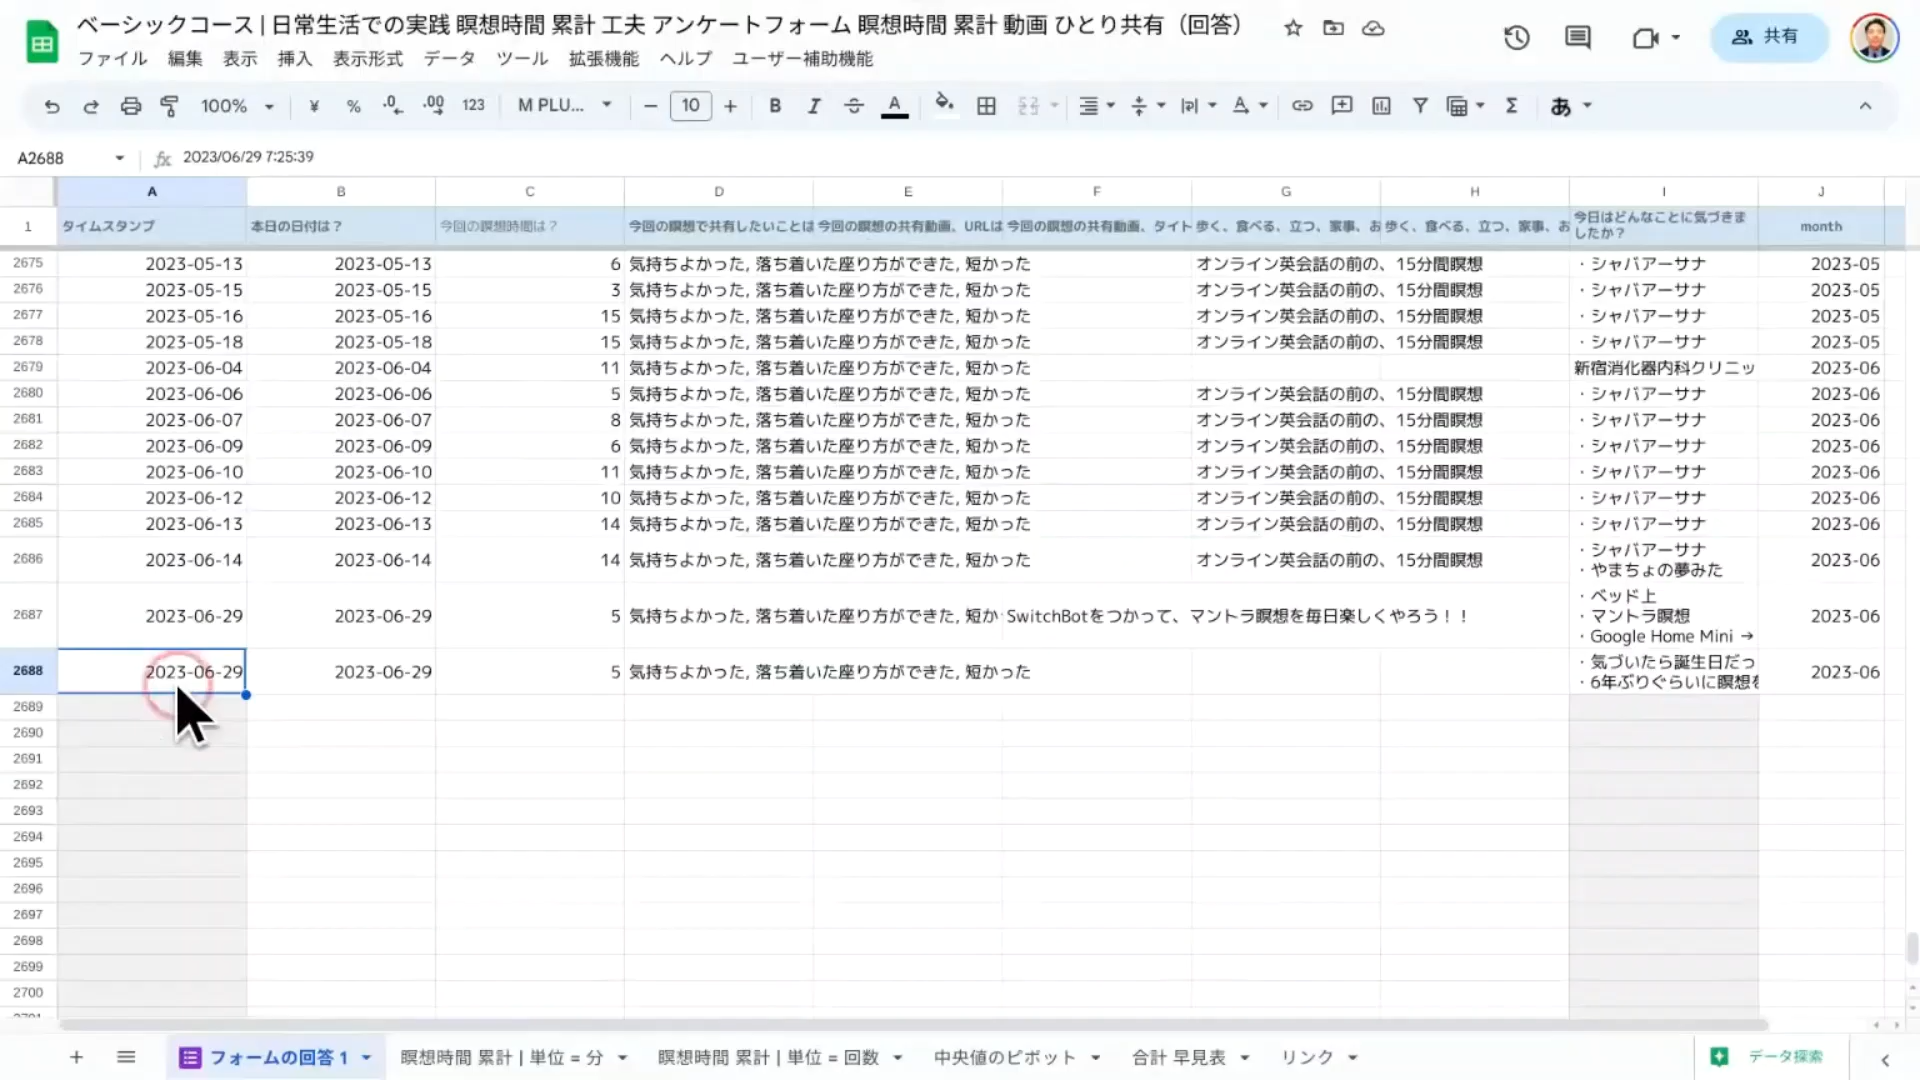 ベーシックコース | 日常生活での実践 瞑想時間 累計 工夫 アンケートフォーム 瞑想時間 累計 動画 ひとり共有（回答）
ファイル 編集 表示 挿入 表示形式 データ ツール 拡張機能 ヘルプ ユーザー補助機能
共有
100% ¥ % .0 .00 123 M PLU... 10 B I A あ
A2688 fx 2023/06/29 7:25:39
A B C D E F G H I J
1 タイムスタンプ 本日の日付は？ 今回の瞑想時間は？ 今回の瞑想で共有したいことは 今回の瞑想の共有動画、URLは 今回の瞑想の共有動画、タイト 歩く、食べる、立つ、家事、お 歩く、食べる、立つ、家事、お 今日はどんなことに気づきま month
したか？
2675 2023-05-13 2023-05-13 6 気持ちよかった, 落ち着いた座り方ができた, 短かった オンライン英会話の前の、15分間瞑想 ・シャバアーサナ 2023-05
2676 2023-05-15 2023-05-15 3 気持ちよかった, 落ち着いた座り方ができた, 短かった オンライン英会話の前の、15分間瞑想 ・シャバアーサナ 2023-05
2677 2023-05-16 2023-05-16 15 気持ちよかった, 落ち着いた座り方ができた, 短かった オンライン英会話の前の、15分間瞑想 ・シャバアーサナ 2023-05
2678 2023-05-18 2023-05-18 15 気持ちよかった, 落ち着いた座り方ができた, 短かった オンライン英会話の前の、15分間瞑想 ・シャバアーサナ 2023-05
2679 2023-06-04 2023-06-04 11 気持ちよかった, 落ち着いた座り方ができた, 短かった 新宿消化器内科クリニッ 2023-06
2680 2023-06-06 2023-06-06 5 気持ちよかった, 落ち着いた座り方ができた, 短かった オンライン英会話の前の、15分間瞑想 ・シャバアーサナ 2023-06
2681 2023-06-07 2023-06-07 8 気持ちよかった, 落ち着いた座り方ができた, 短かった オンライン英会話の前の、15分間瞑想 ・シャバアーサナ 2023-06
2682 2023-06-09 2023-06-09 6 気持ちよかった, 落ち着いた座り方ができた, 短かった オンライン英会話の前の、15分間瞑想 ・シャバアーサナ 2023-06
2683 2023-06-10 2023-06-10 11 気持ちよかった, 落ち着いた座り方ができた, 短かった オンライン英会話の前の、15分間瞑想 ・シャバアーサナ 2023-06
2684 2023-06-12 2023-06-12 10 気持ちよかった, 落ち着いた座り方ができた, 短かった オンライン英会話の前の、15分間瞑想 ・シャバアーサナ 2023-06
2685 2023-06-13 2023-06-13 14 気持ちよかった, 落ち着いた座り方ができた, 短かった オンライン英会話の前の、15分間瞑想 ・シャバアーサナ 2023-06
2686 2023-06-14 2023-06-14 14 気持ちよかった, 落ち着いた座り方ができた, 短かった オンライン英会話の前の、15分間瞑想 ・シャバアーサナ 2023-06
・やまちょの夢みた
・ベッド上
2687 2023-06-29 2023-06-29 5 気持ちよかった, 落ち着いた座り方ができた, 短か SwitchBotをつかって、マントラ瞑想を毎日楽しくやろう！！ ・マントラ瞑想 2023-06
・Google Home Mini →
2688 2023-06-29 2023-06-29 5 気持ちよかった, 落ち着いた座り方ができた, 短かった ・気づいたら誕生日だっ 2023-06
・6年ぶりぐらいに瞑想を
2689
2690
2691
2692
2693
2694
2695
2696
2697
2698
2699
2700
フォームの回答 1 瞑想時間 累計 | 単位 = 分 瞑想時間 累計 | 単位 = 回数 中央値のピボット 合計 早見表 リンク データ探索